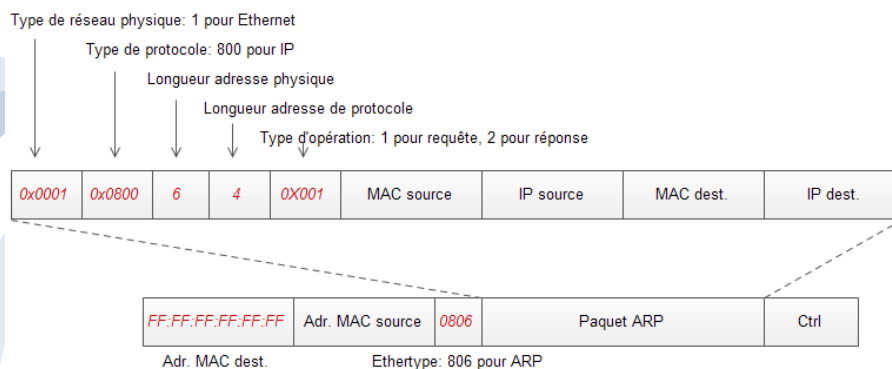 Type de réseau physique: 1 pour Ethernet
Type de protocole: 800 pour IP
Longueur adresse physique
Longueur adresse de protocole
Type d'opération: 1 pour requête, 2 pour réponse
0x0001 0x0800 6 4 0X001 MAC source IP source MAC dest. IP dest.
FF:FF:FF:FF:FF:FF Adr. MAC source 0806 Paquet ARP Ctrl
Adr. MAC dest. Ethertype: 806 pour ARP